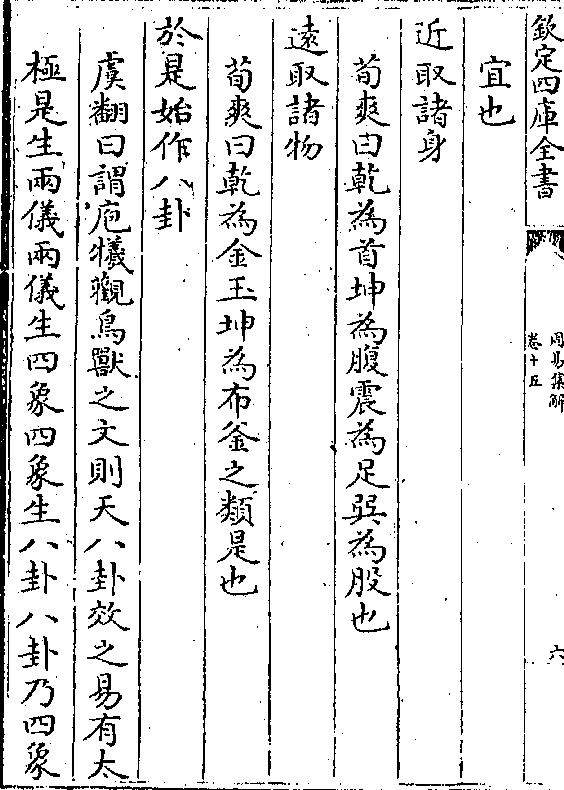 欽定四庫全書
周易集解
卷十五
六
宜也
近取諸身
荀爽曰乾為首坤為腹震為足巽為股也
遠取諸物
荀爽曰乾為金玉坤為布釜之類是也
於是始作八卦
虞翻曰謂庖犧觀鳥獸之文則天八卦效之易有太
極是生兩儀兩儀生四象四象生八卦八卦乃四象